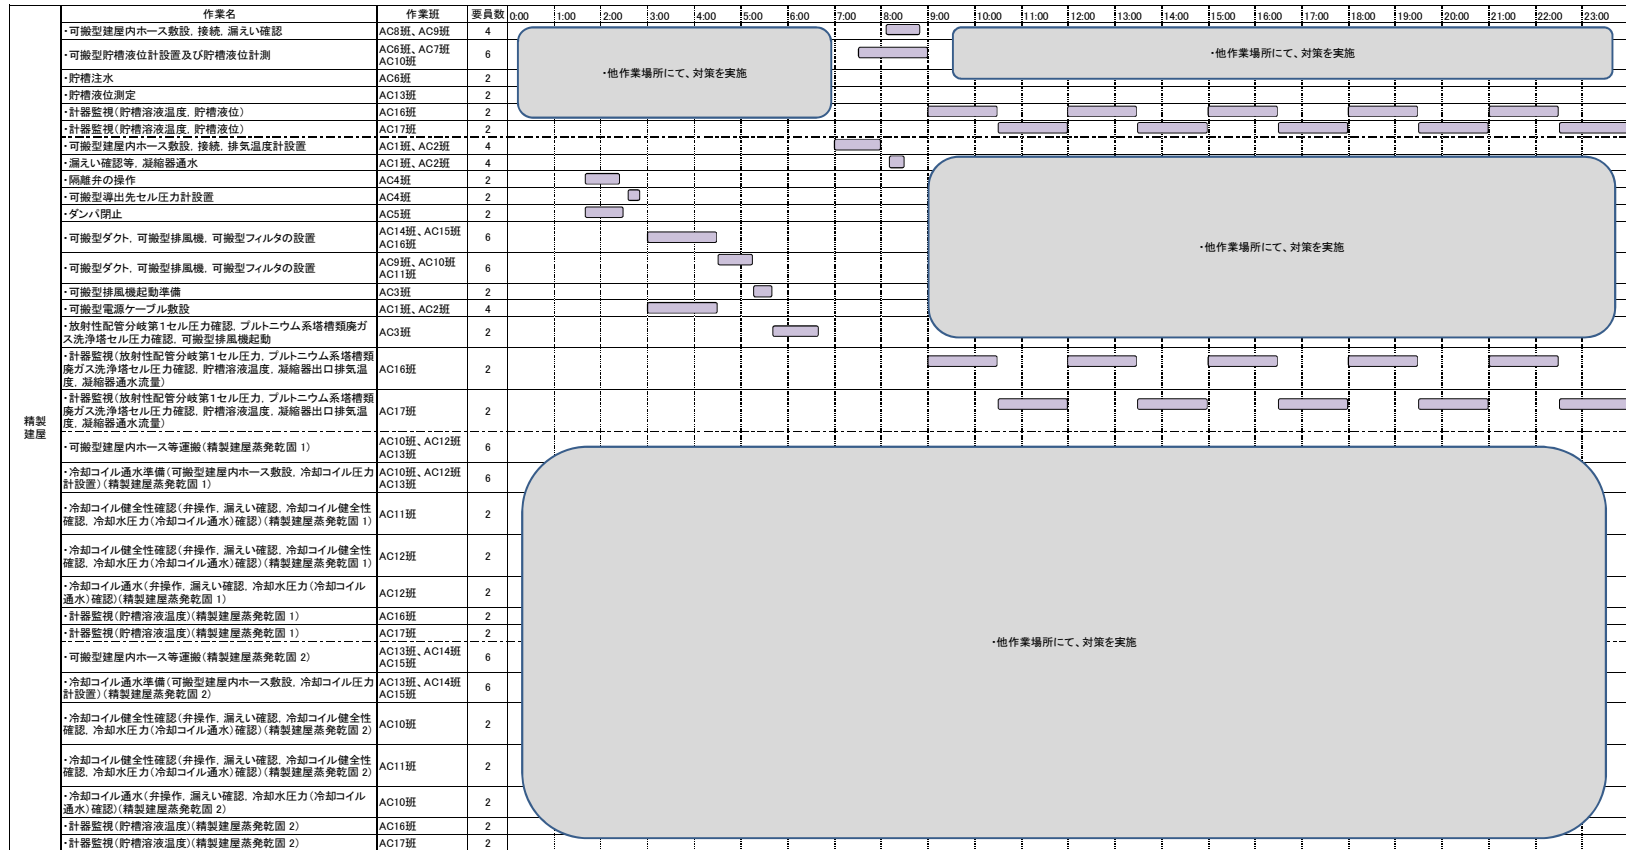 作業名 作業班 要員数 0:00 1:00 2:00 3:00 4:00 5:00 6:00 7:00 8:00 9:00 10:00 11:00 12:00 13:00 14:00 15:00 16:00 17:00 18:00 19:00 20:00 21:00 22:00 23:00
精製
建屋
・可搬型建屋内ホース敷設，接続，漏えい確認 AC8班、AC9班 4
・可搬型貯槽液位計設置及び貯槽液位計測 AC6班、AC7班
AC10班 6
・他作業場所にて、対策を実施
・他作業場所にて、対策を実施
・貯槽注水 AC6班 2
・貯槽液位測定 AC13班 2
・計器監視（貯槽溶液温度，貯槽液位） AC16班 2
・計器監視（貯槽溶液温度，貯槽液位） AC17班 2
・可搬型建屋内ホース敷設，接続，排気温度計設置 AC1班、AC2班 4
・漏えい確認等，凝縮器通水 AC1班、AC2班 4
・隔離弁の操作 AC4班 2
・可搬型導出先セル圧力計設置 AC4班 2
・ダンパ閉止 AC5班 2
・可搬型ダクト，可搬型排風機，可搬型フィルタの設置 AC14班、AC15班
AC16班 6
・他作業場所にて、対策を実施
・可搬型ダクト，可搬型排風機，可搬型フィルタの設置 AC9班、AC10班
AC11班 6
・可搬型排風機起動準備 AC3班 2
・可搬型電源ケーブル敷設 AC1班、AC2班 4
・放射性配管分岐第１セル圧力確認，プルトニウム系塔槽類廃ガ
ス洗浄塔セル圧力確認，可搬型排風機起動 AC3班 2
・計器監視（放射性配管分岐第１セル圧力，プルトニウム系塔槽類
廃ガス洗浄塔セル圧力確認，貯槽溶液温度，凝縮器出口排気温
度，凝縮器通水流量） AC16班 2
・計器監視（放射性配管分岐第１セル圧力，プルトニウム系塔槽類
廃ガス洗浄塔セル圧力確認，貯槽溶液温度，凝縮器出口排気温
度，凝縮器通水流量） AC17班 2
・可搬型建屋内ホース等運搬（精製建屋蒸発乾固１） AC10班、AC12班
AC13班 6
・冷却コイル通水準備（可搬型建屋内ホース敷設，冷却コイル圧力
計設置）（精製建屋蒸発乾固１） AC10班、AC12班
AC13班 6
・冷却コイル健全性確認（弁操作，漏えい確認，冷却コイル健全性
確認，冷却水圧力（冷却コイル通水）確認）（精製建屋蒸発乾固１） AC11班 2
・冷却コイル健全性確認（弁操作，漏えい確認，冷却コイル健全性
確認，冷却水圧力（冷却コイル通水）確認）（精製建屋蒸発乾固１） AC12班 2
・冷却コイル通水（弁操作，漏えい確認，冷却水圧力（冷却コイル
通水）確認）（精製建屋蒸発乾固１） AC12班 2
・計器監視（貯槽溶液温度）（精製建屋蒸発乾固１） AC16班 2
・計器監視（貯槽溶液温度）（精製建屋蒸発乾固１） AC17班 2
・他作業場所にて、対策を実施
・可搬型建屋内ホース等運搬（精製建屋蒸発乾固２） AC13班、AC14班
AC15班 6
・冷却コイル通水準備（可搬型建屋内ホース敷設，冷却コイル圧力
計設置）（精製建屋蒸発乾固２） AC13班、AC14班
AC15班 6
・冷却コイル健全性確認（弁操作，漏えい確認，冷却コイル健全性
確認，冷却水圧力（冷却コイル通水）確認）（精製建屋蒸発乾固２） AC10班 2
・冷却コイル健全性確認（弁操作，漏えい確認，冷却コイル健全性
確認，冷却水圧力（冷却コイル通水）確認）（精製建屋蒸発乾固２） AC11班 2
・冷却コイル通水（弁操作，漏えい確認，冷却水圧力（冷却コイル
通水）確認）（精製建屋蒸発乾固２） AC10班 2
・計器監視（貯槽溶液温度）（精製建屋蒸発乾固２） AC16班 2
・計器監視（貯槽溶液温度）（精製建屋蒸発乾固２） AC17班 2